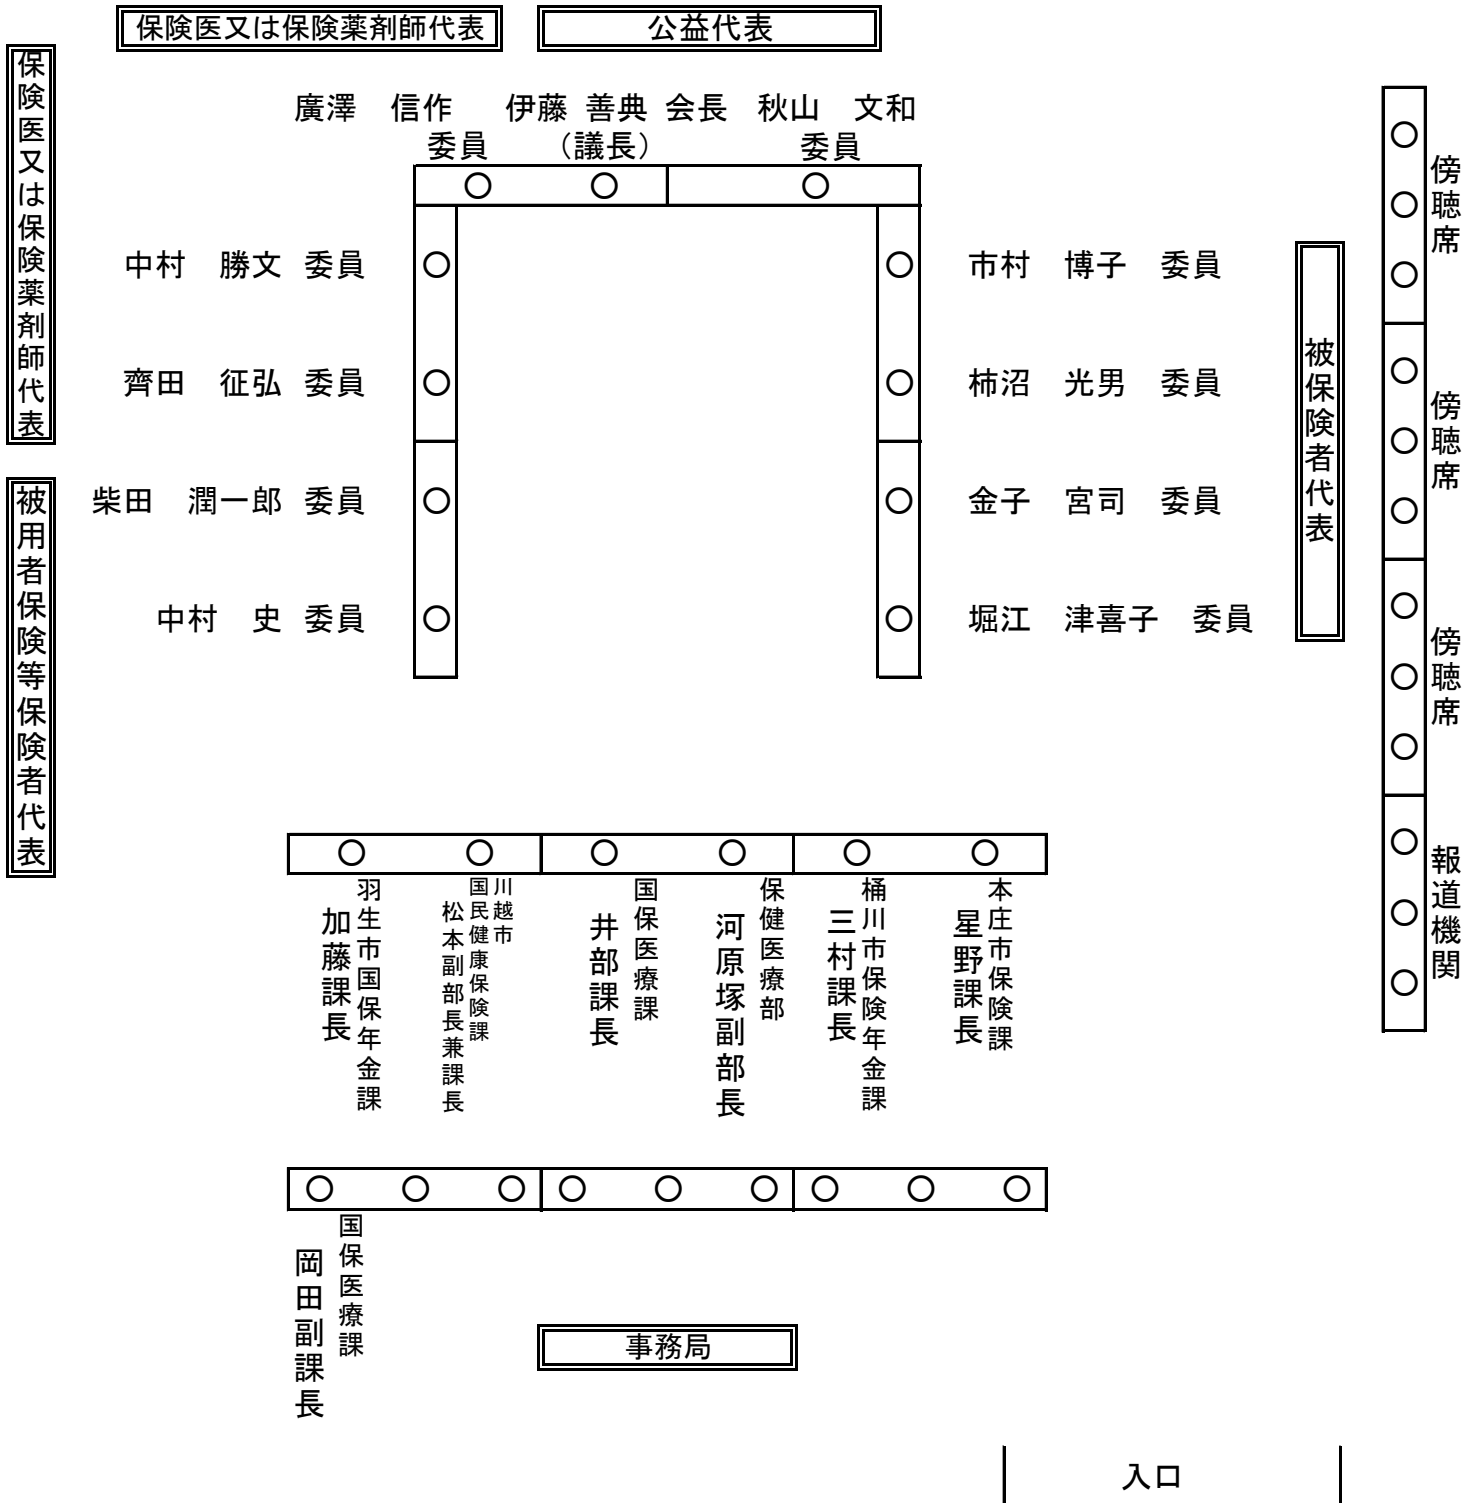 保険医又は保険薬剤師代表
公益代表
保険医又は保険薬剤師代表
廣澤　信作
委員
伊藤 善典 会長
（議長）
秋山　文和
委員
中村　勝文 委員
齊田　征弘 委員
柴田　潤一郎 委員
中村　史 委員
被用者保険等保険者代表
市村　博子　委員
柿沼　光男　委員
金子　宮司　委員
堀江　津喜子　委員
被保険者代表
傍聴席
傍聴席
傍聴席
報道機関
羽生市国保年金課
加藤課長
川越市
国民健康保険課
松本副部長兼課長
国保医療課
井部課長
保健医療部
河原塚副部長
桶川市保険年金課
三村課長
本庄市保険課
星野課長
国保医療課
岡田副課長
事務局
入口